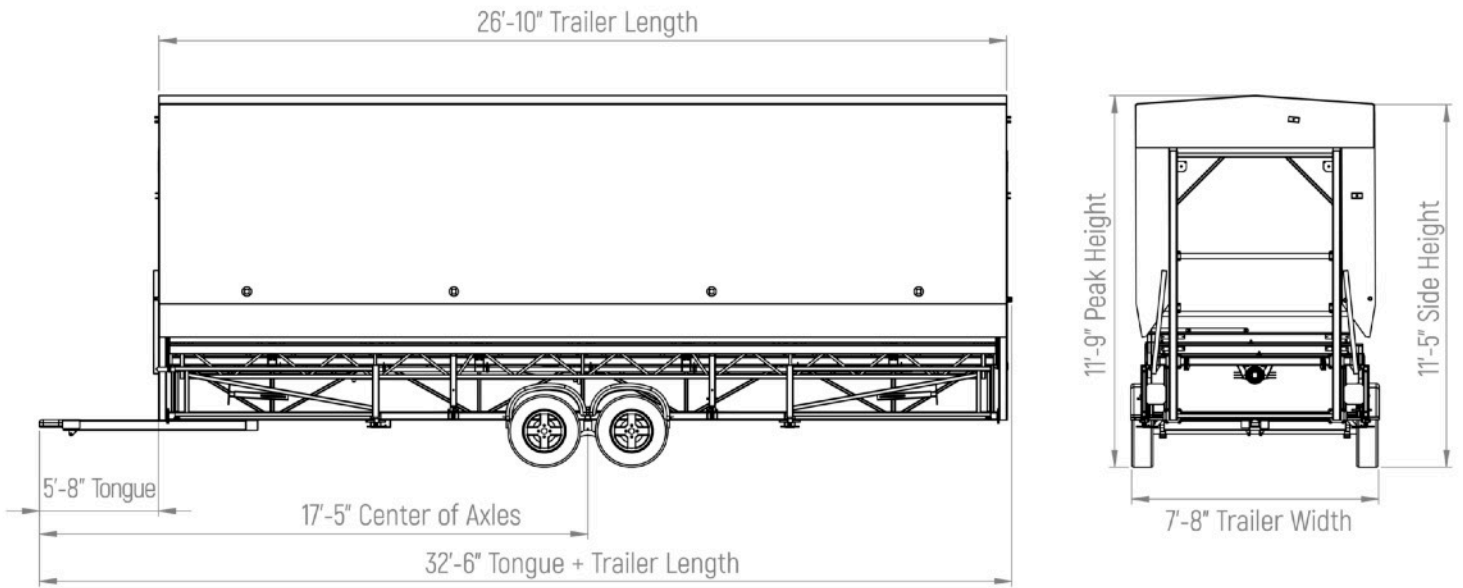 26'-10" Trailer Length
11'-9" Peak Height
11'-5" Side Height
5'-8" Tongue
17'-5" Center of Axles
7'-8" Trailer Width
32'-6" Tongue + Trailer Length